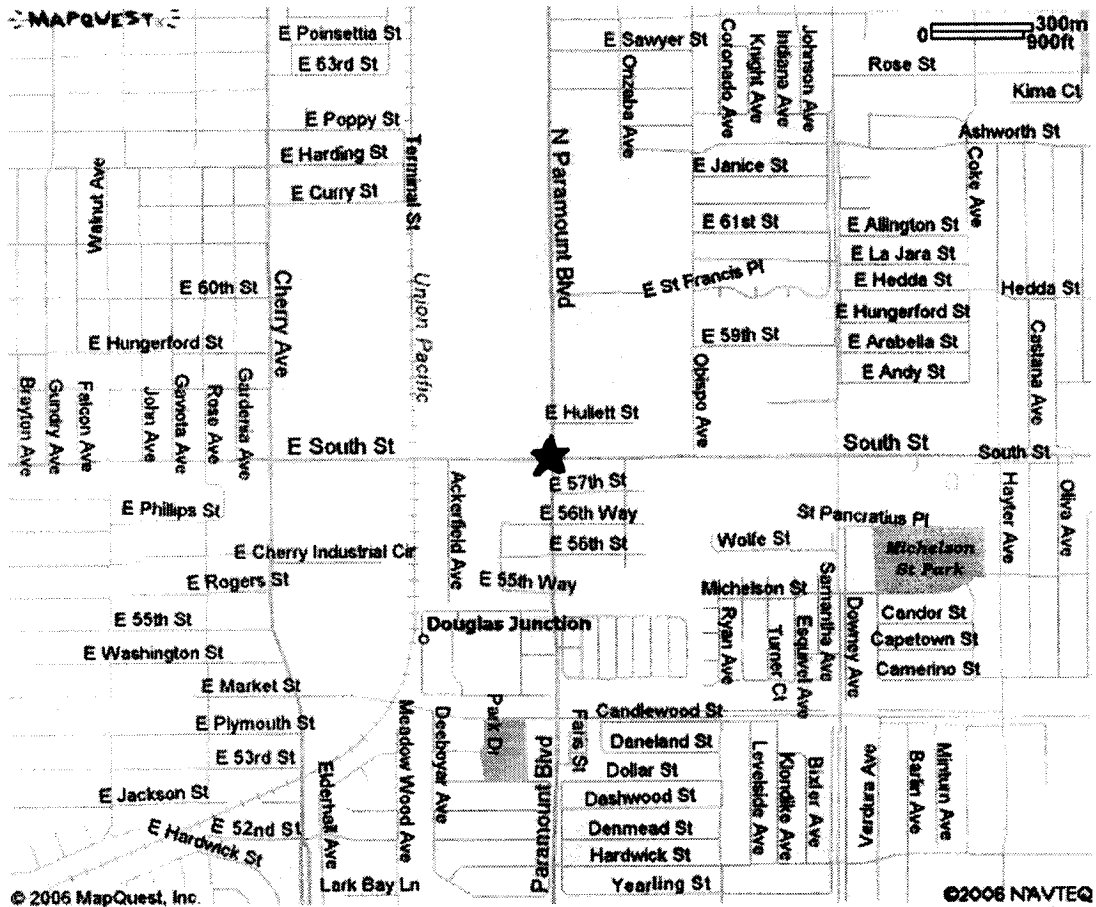 MAPQUEST
300m
0
900ft
E Poinsettia St
E 63rd St
E Sawyer St
Coronado Ave
Knight Ave
Indiana Ave
Johnson Ave
Rose St
Kima Ct
Onzaba Ave
E Poppy St
Ashworth St
Terminal St
N Paramount Blvd
E Harding St
E Janice St
Coke Ave
E Curry St
Walnut Ave
E 61st St
E Allington St
E La Jara St
E St Francis Pl
E Hedda St
Hedda St
E 60th St
Cherry Ave
Union Pacific
E Hungerford St
E Hungerford St
E 59th St
E Arabella St
Castana Ave
E Andy St
Obispo Ave
Brayton Ave
Gundry Ave
Falcon Ave
John Ave
Gaviota Ave
Rose Ave
Gardenia Ave
E Hullett St
E South St
South St
South St
E 57th St
Ackerfield Ave
Hayter Ave
Oliva Ave
E Phillips St
E 56th Way
St Pancratius Pl
E 56th St
Wolfe St
Michelson
St Park
E Cherry Industrial Cir
E Rogers St
E 55th Way
Michelson St
Samantha Ave
Downey Ave
E 55th St
Douglas Junction
Ryan Ave
Turner Ct
Esquivel Ave
Candor St
Capetown St
Camerino St
E Washington St
E Market St
Park Dr
Candlewood St
E Plymouth St
Meadow Wood Ave
Deeboyar Ave
Paramount Blvd
Faris St
Daneland St
E 53rd St
Dollar St
Levelside Ave
Klondike Ave
Bixler Ave
Verdura Ave
Barlin Ave
Minturn Ave
E Jackson St
Elderhall Ave
Dashwood St
E Hardwick St
E 52nd St
Denmead St
Hardwick St
Lark Bay Ln
Yearling St
© 2006 MapQuest, Inc.
©2006 NAVTEQ